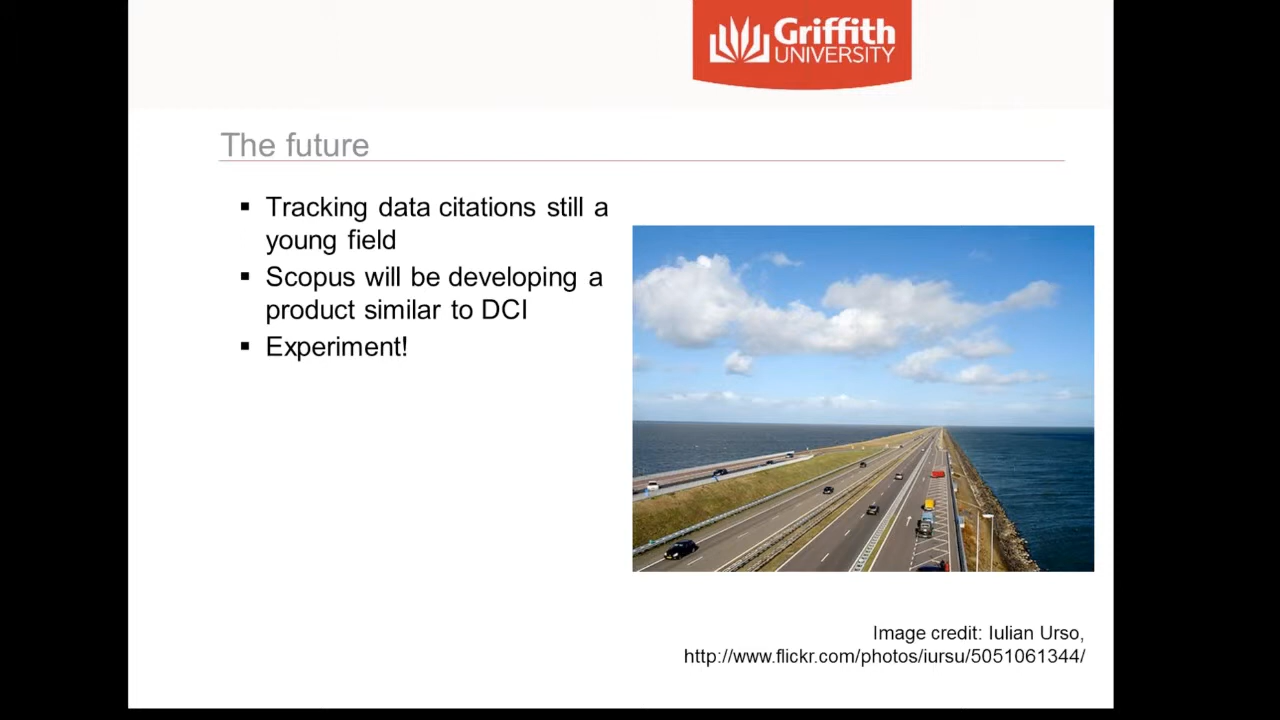 Griffith
UNIVERSITY
The future
▪ Tracking data citations still a
young field
▪ Scopus will be developing a
product similar to DCI
▪ Experiment!
Image credit: Iulian Urso,
http://www.flickr.com/photos/iursu/5051061344/